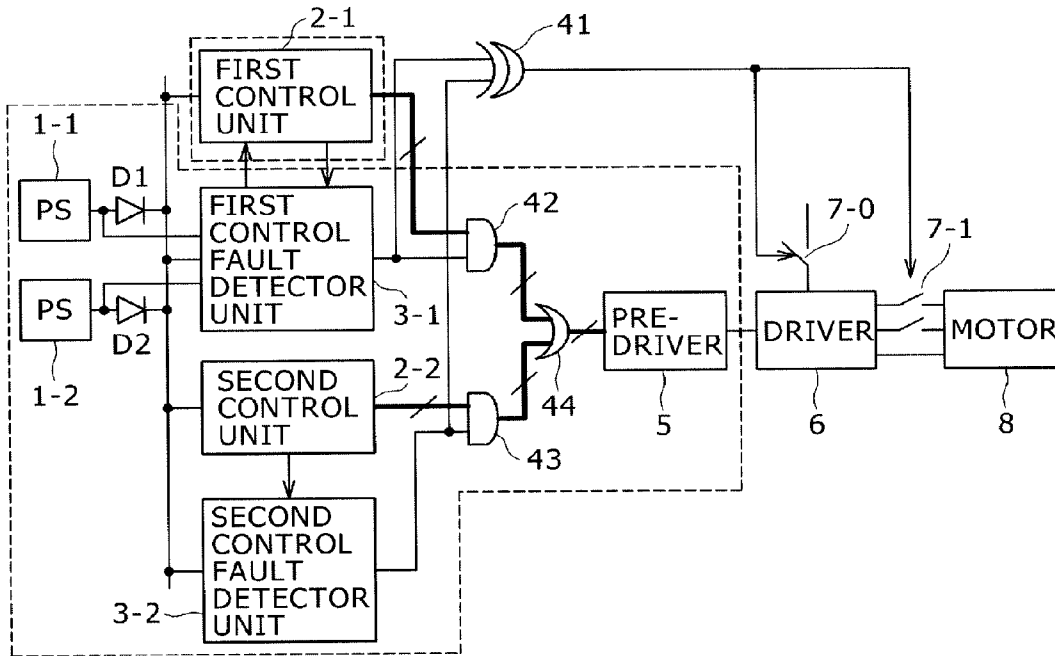 2-1
41
FIRST
CONTROL
UNIT
1-1
D1
PS
FIRST
CONTROL
FAULT
DETECTOR
UNIT
42
7-0
7-1
PS
D2
1-2
3-1
PRE-
DRIVER
DRIVER
MOTOR
SECOND
CONTROL
UNIT
2-2
44
5
6
8
43
SECOND
CONTROL
FAULT
DETECTOR
UNIT
3-2